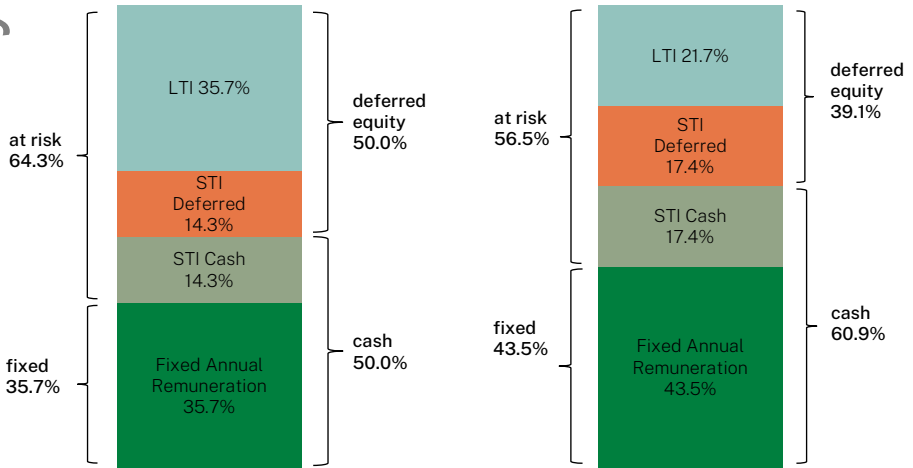 LTI 35.7%
at risk
64.3%
deferred
equity
50.0%
STI
Deferred
14.3%
STI Cash
14.3%
cash
50.0%
fixed
35.7%
Fixed Annual
Remuneration
35.7%
LTI 21.7%
deferred
equity
39.1%
at risk
56.5%
STI
Deferred
17.4%
STI Cash
17.4%
cash
60.9%
fixed
43.5%
Fixed Annual
Remuneration
43.5%